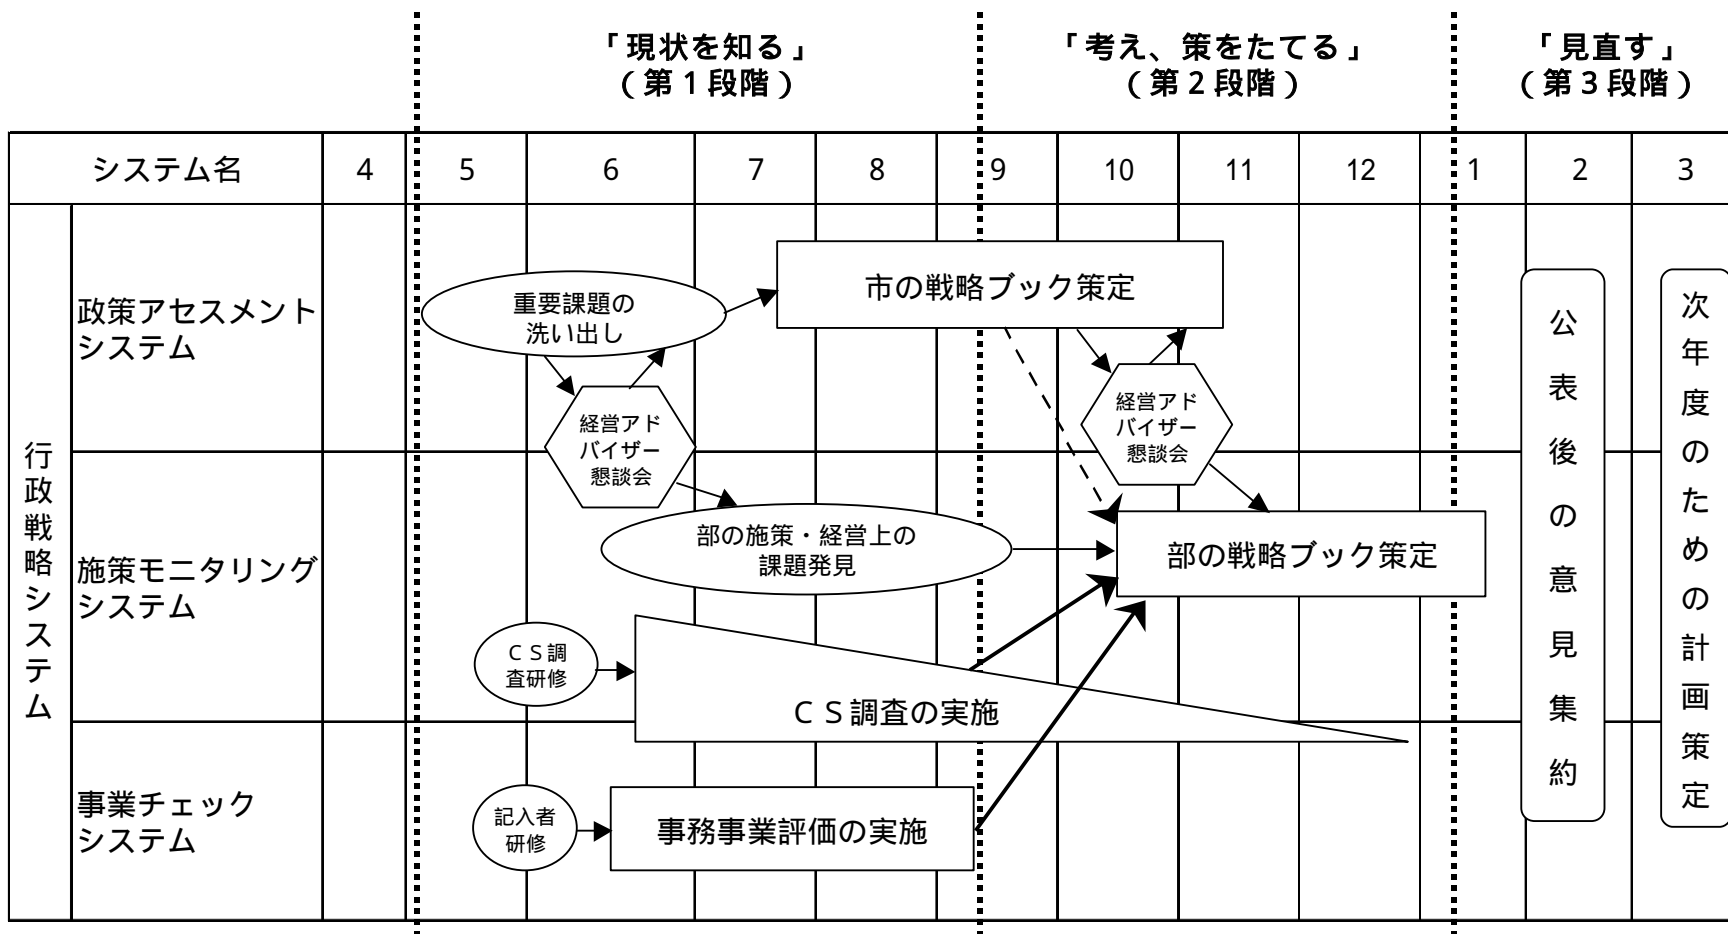 「現状を知る」
（第１段階）
「考え、策をたてる」
（第２段階）
「見直す」
（第３段階）
システム名
4
5
6
7
8
9
10
11
12
1
2
3
行政戦略システム
政策アセスメント
システム
重要課題の
洗い出し
市の戦略ブック策定
経営アド
バイザー
懇談会
経営アド
バイザー
懇談会
施策モニタリング
システム
部の施策・経営上の
課題発見
部の戦略ブック策定
ＣＳ調
査研修
ＣＳ調査の実施
事業チェック
システム
記入者
研修
事務事業評価の実施
公表後の意見集約
次年度のための計画策定